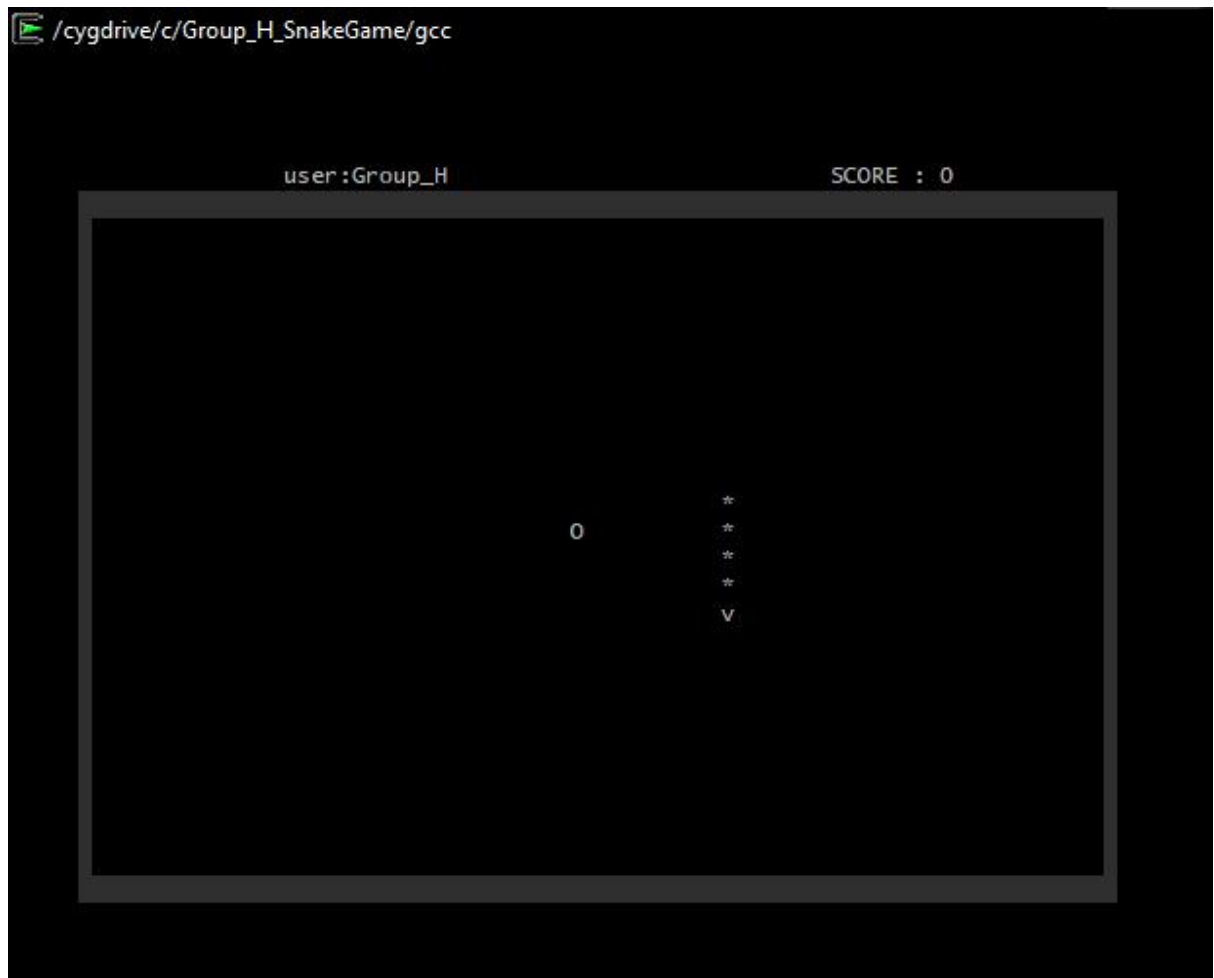 /cygdrive/c/Group_H_SnakeGame/gcc
user:Group_H SCORE : 0
*
O *
*
*
v